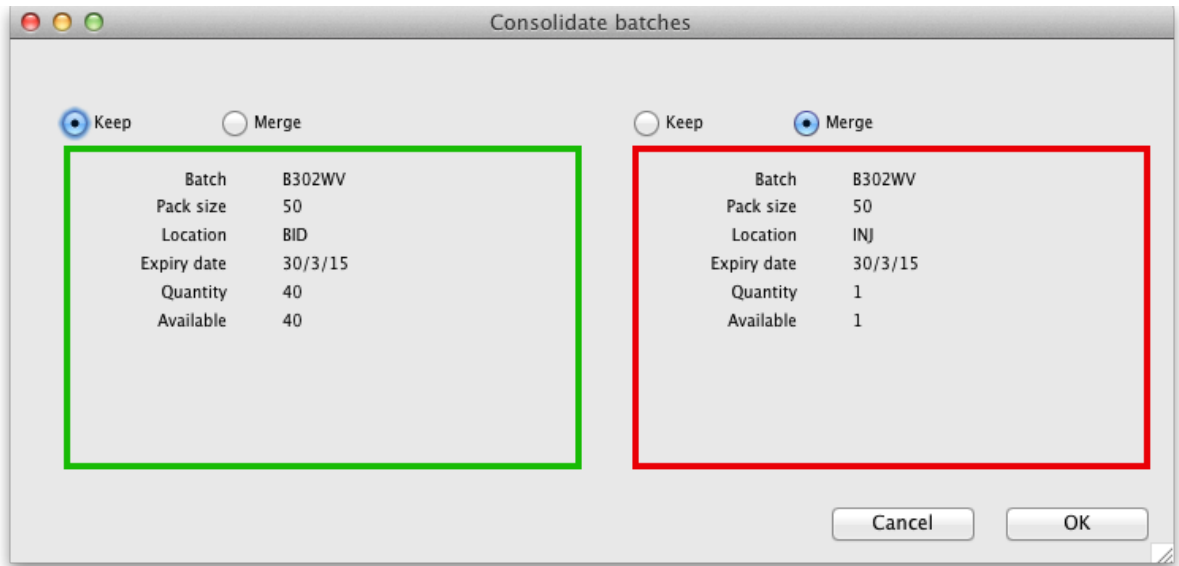 Consolidate batches
Keep Merge Keep Merge
Batch B302WV Batch B302WV
Pack size 50 Pack size 50
Location BID Location INJ
Expiry date 30/3/15 Expiry date 30/3/15
Quantity 40 Quantity 1
Available 40 Available 1
Cancel OK